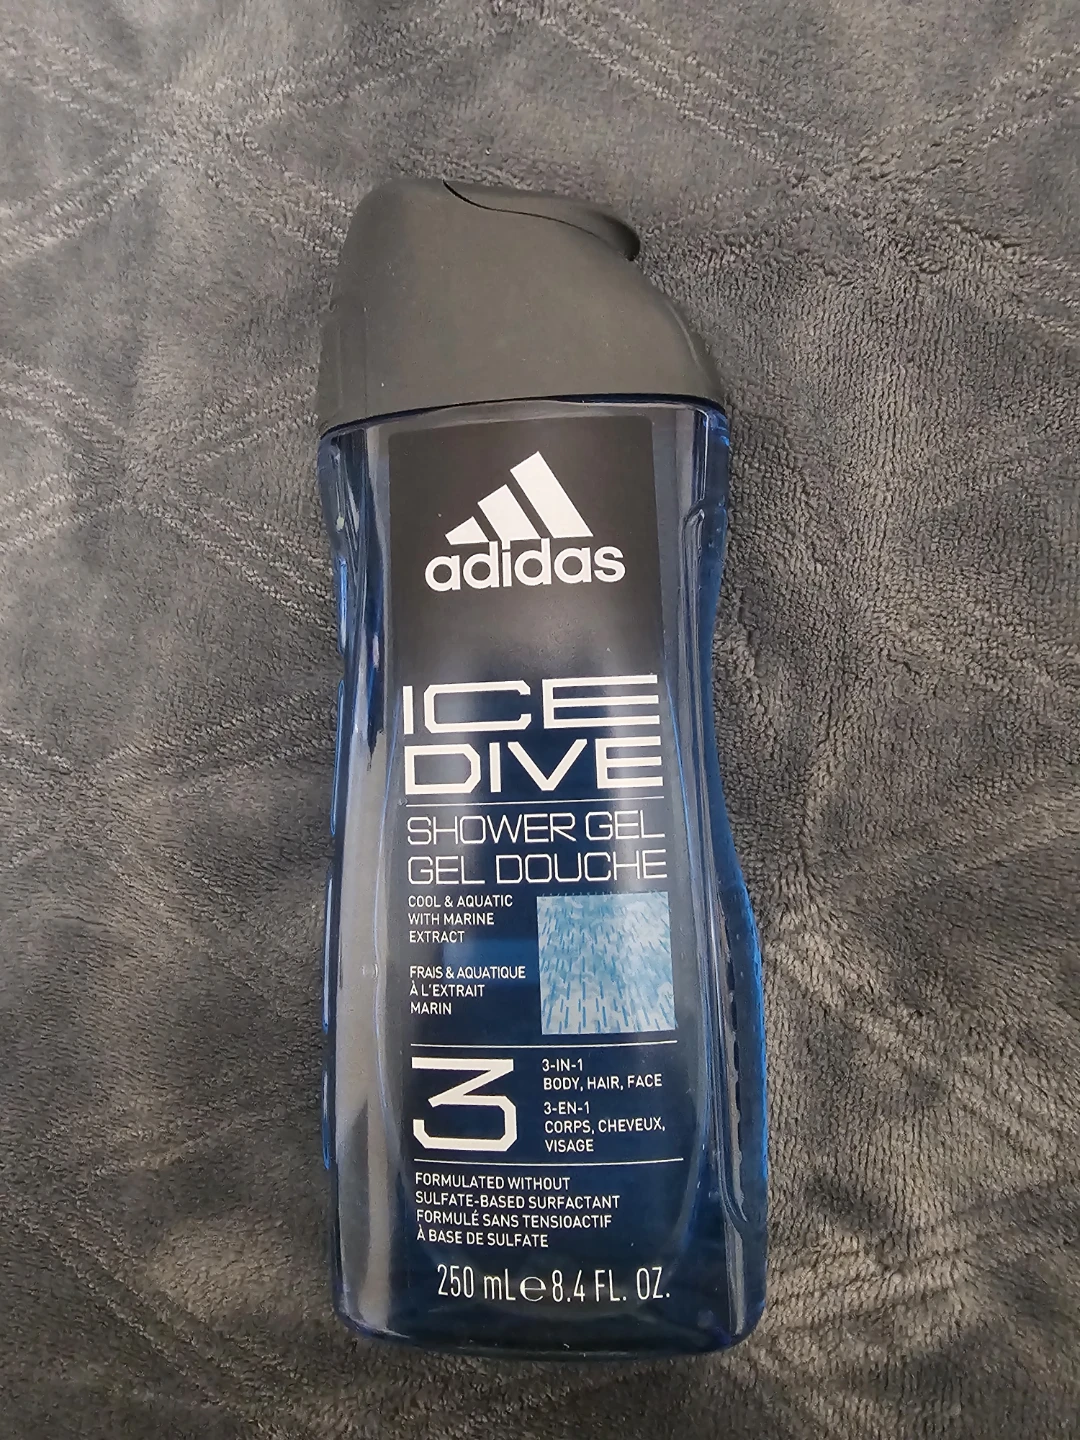 adidas
ICE
DIVE
SHOWER GEL
GEL DOUCHE
COOL & AQUATIC
WITH MARINE
EXTRACT
FRAIS & AQUATIQUE
À L'EXTRAIT
MARIN
3
3-IN-1
BODY, HAIR, FACE
3-EN-1
CORPS, CHEVEUX,
VISAGE
FORMULATED WITHOUT
SULFATE-BASED SURFACTANT
FORMULÉ SANS TENSIOACTIF
À BASE DE SULFATE
250 mL e 8.4 FL. OZ.